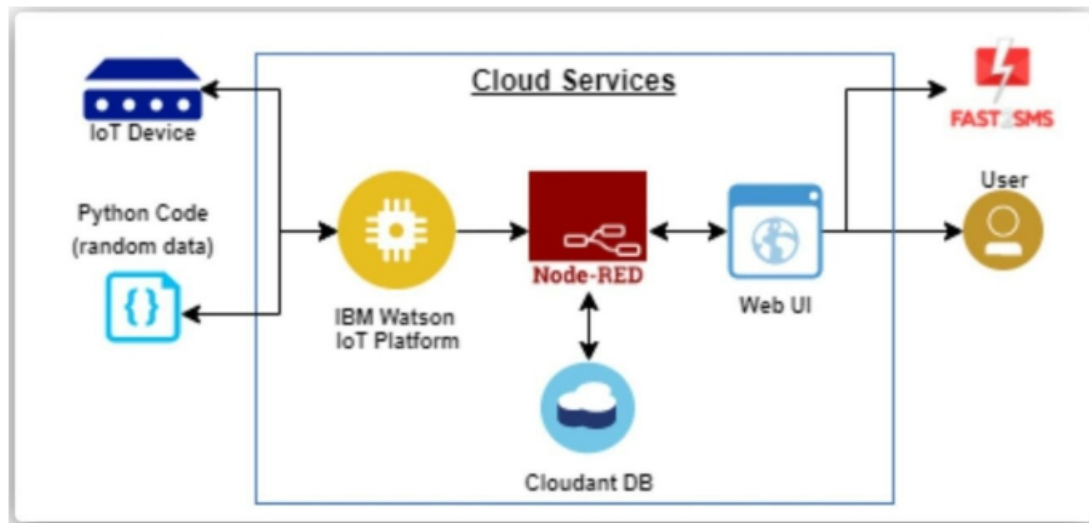 Cloud Services
IoT Device
Python Code
(random data)
{ }
IBM Watson
IoT Platform
Node-RED
Cloudant DB
Web UI
FAST2SMS
User